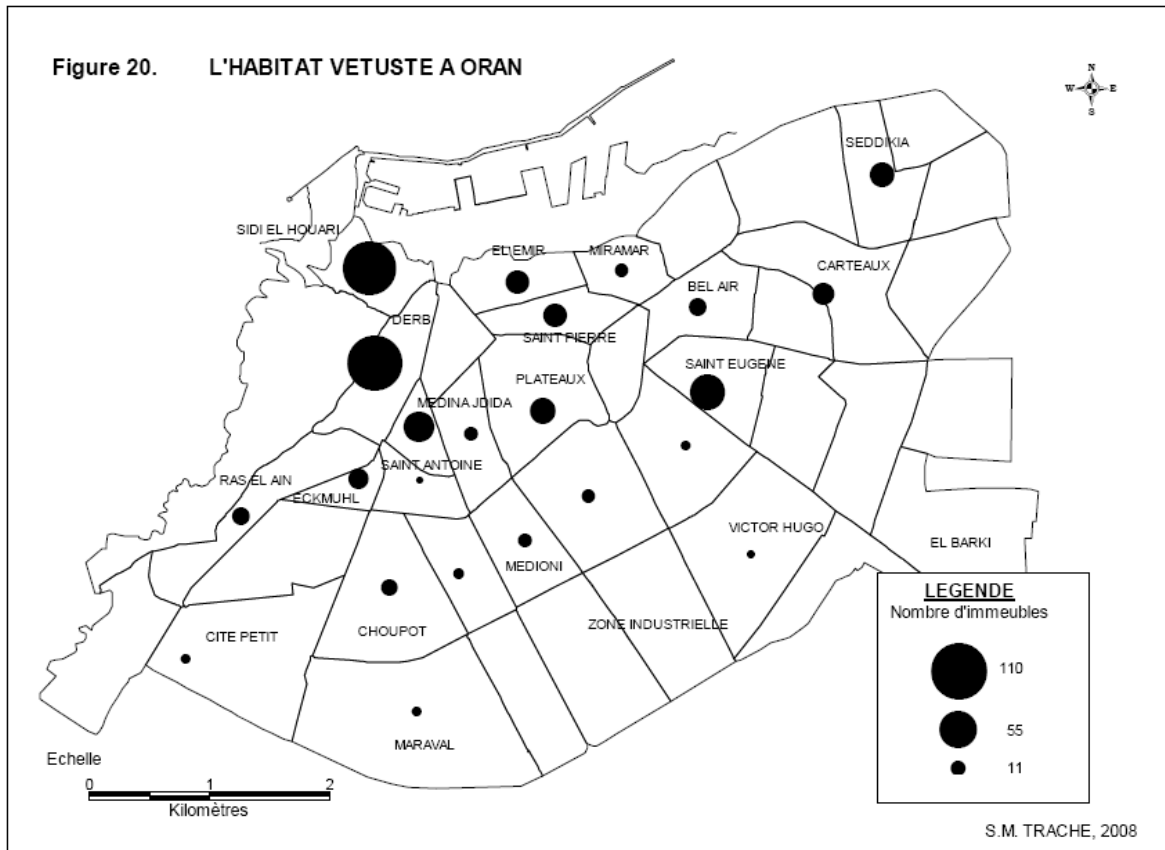 Figure 20. L'HABITAT VETUSTE A ORAN
N
W E
S
SEDDIKIA
SIDI EL HOUARI
EL EMIR
MIRAMAR
CARTEAUX
BEL AIR
DERB
SAINT PIERRE
SAINT EUGENE
PLATEAUX
MEDINA JDIDA
SAINT ANTOINE
RAS EL AIN
ECKMUHL
VICTOR HUGO
EL BARKI
MEDIONI
CHOUPOT
ZONE INDUSTRIELLE
CITE PETIT
MARAVAL
LEGENDE
Nombre d'immeubles
110
55
11
Echelle
0 1 2
Kilomètres
S.M. TRACHE, 2008